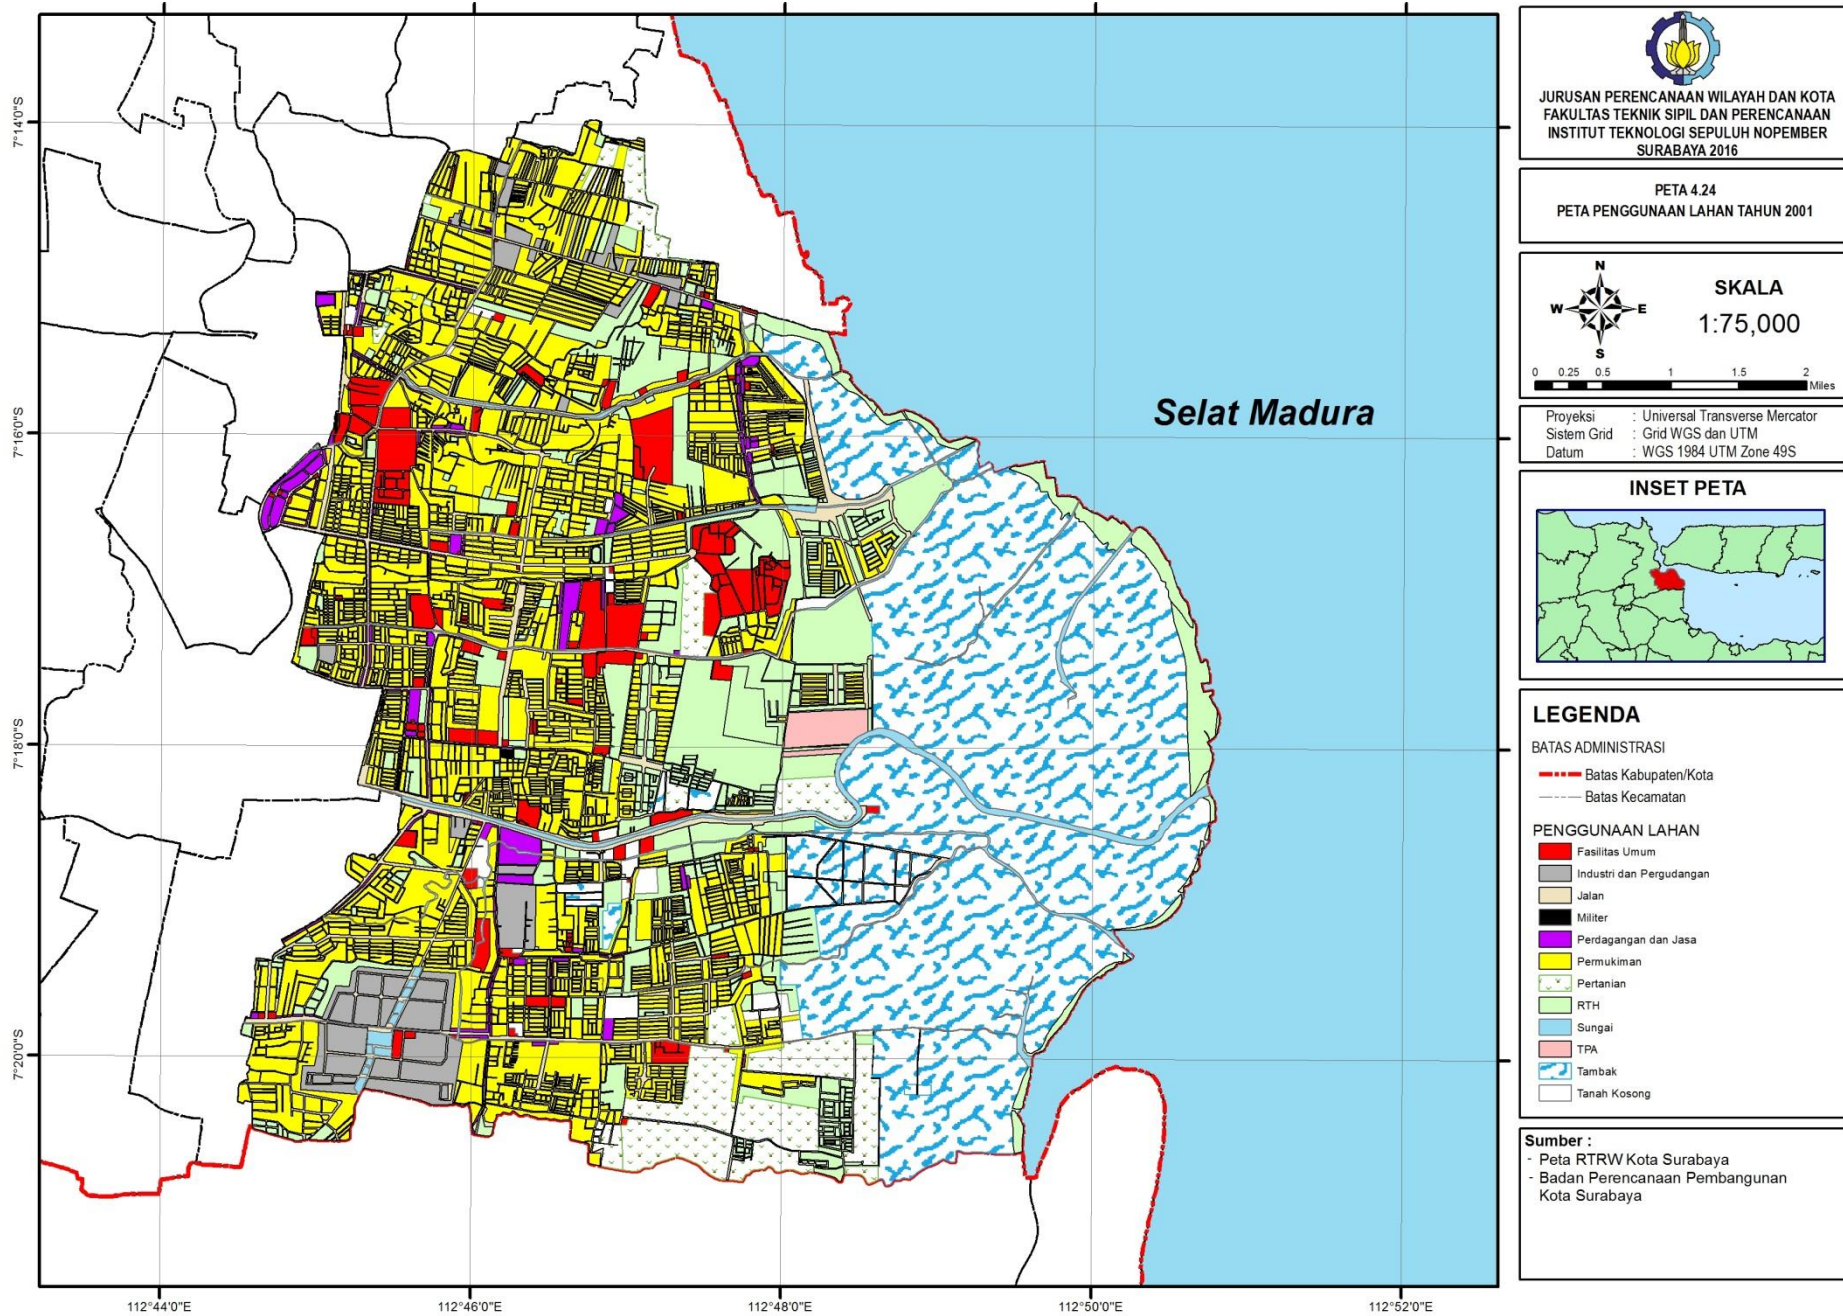 7°14'0"S
7°16'0"S
7°18'0"S
7°20'0"S
112°44'0"E
112°46'0"E
112°48'0"E
112°50'0"E
112°52'0"E
Selat Madura
JURUSAN PERENCANAAN WILAYAH DAN KOTA
FAKULTAS TEKNIK SIPIL DAN PERENCANAAN
INSTITUT TEKNOLOGI SEPULUH NOPEMBER
SURABAYA 2016
PETA 4.24
PETA PENGGUNAAN LAHAN TAHUN 2001
N
W E
S
SKALA
1:75,000
0 0.25 0.5 1 1.5 2
Miles
Proyeksi : Universal Transverse Mercator
Sistem Grid : Grid WGS dan UTM
Datum : WGS 1984 UTM Zone 49S
INSET PETA
LEGENDA
BATAS ADMINISTRASI
Batas Kabupaten/Kota
Batas Kecamatan
PENGGUNAAN LAHAN
Fasilitas Umum
Industri dan Pergudangan
Jalan
Militer
Perdagangan dan Jasa
Permukiman
Pertanian
RTH
Sungai
TPA
Tambak
Tanah Kosong
Sumber :
- Peta RTRW Kota Surabaya
- Badan Perencanaan Pembangunan
Kota Surabaya